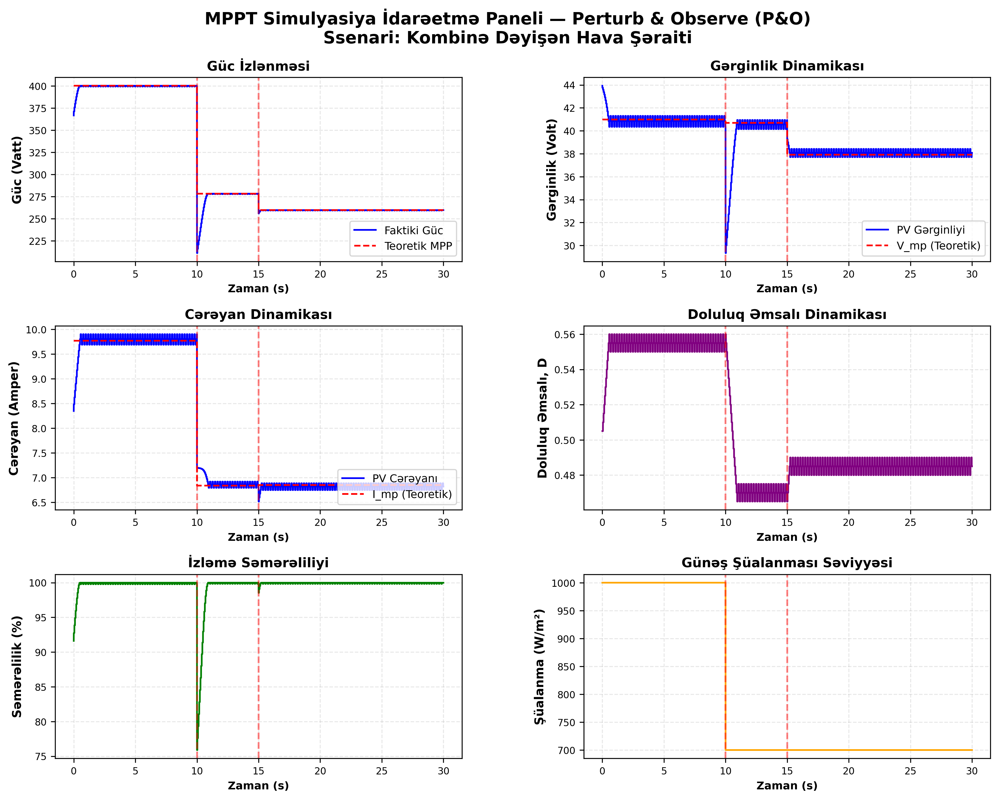 MPPT Simulyasiya İdarəetmə Paneli — Perturb & Observe (P&O)
Ssenari: Kombinə Dəyişən Hava Şəraiti
Güc İzlənməsi
Güc (Vatt)
400
375
350
325
300
275
250
225
Faktiki Güc
Teoretik MPP
0 5 10 15 20 25 30
Zaman (s)
Gərginlik Dinamikası
Gərginlik (Volt)
44
42
40
38
36
34
32
30
PV Gərginliyi
V_mp (Teoretik)
0 5 10 15 20 25 30
Zaman (s)
Cərəyan Dinamikası
Cərəyan (Amper)
10.0
9.5
9.0
8.5
8.0
7.5
7.0
6.5
PV Cərəyanı
I_mp (Teoretik)
0 5 10 15 20 25 30
Zaman (s)
Doluluq Əmsalı Dinamikası
Doluluq Əmsalı, D
0.56
0.54
0.52
0.50
0.48
0 5 10 15 20 25 30
Zaman (s)
İzləmə Səmərəliliyi
Səmərəlilik (%)
100
95
90
85
80
75
0 5 10 15 20 25 30
Zaman (s)
Günəş Şüalanması Səviyyəsi
Şüalanma (W/m²)
1000
950
900
850
800
750
700
0 5 10 15 20 25 30
Zaman (s)